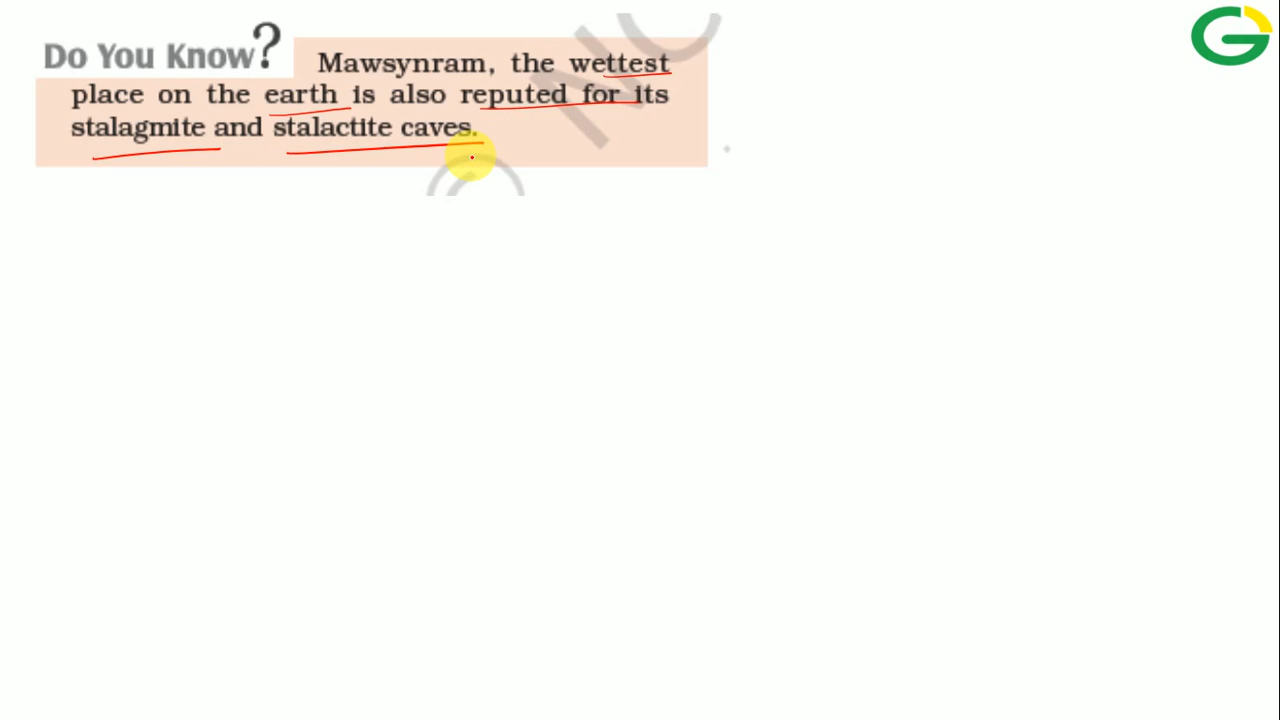 Do You Know?
Mawsynram, the wettest
place on the earth is also reputed for its
stalagmite and stalactite caves.